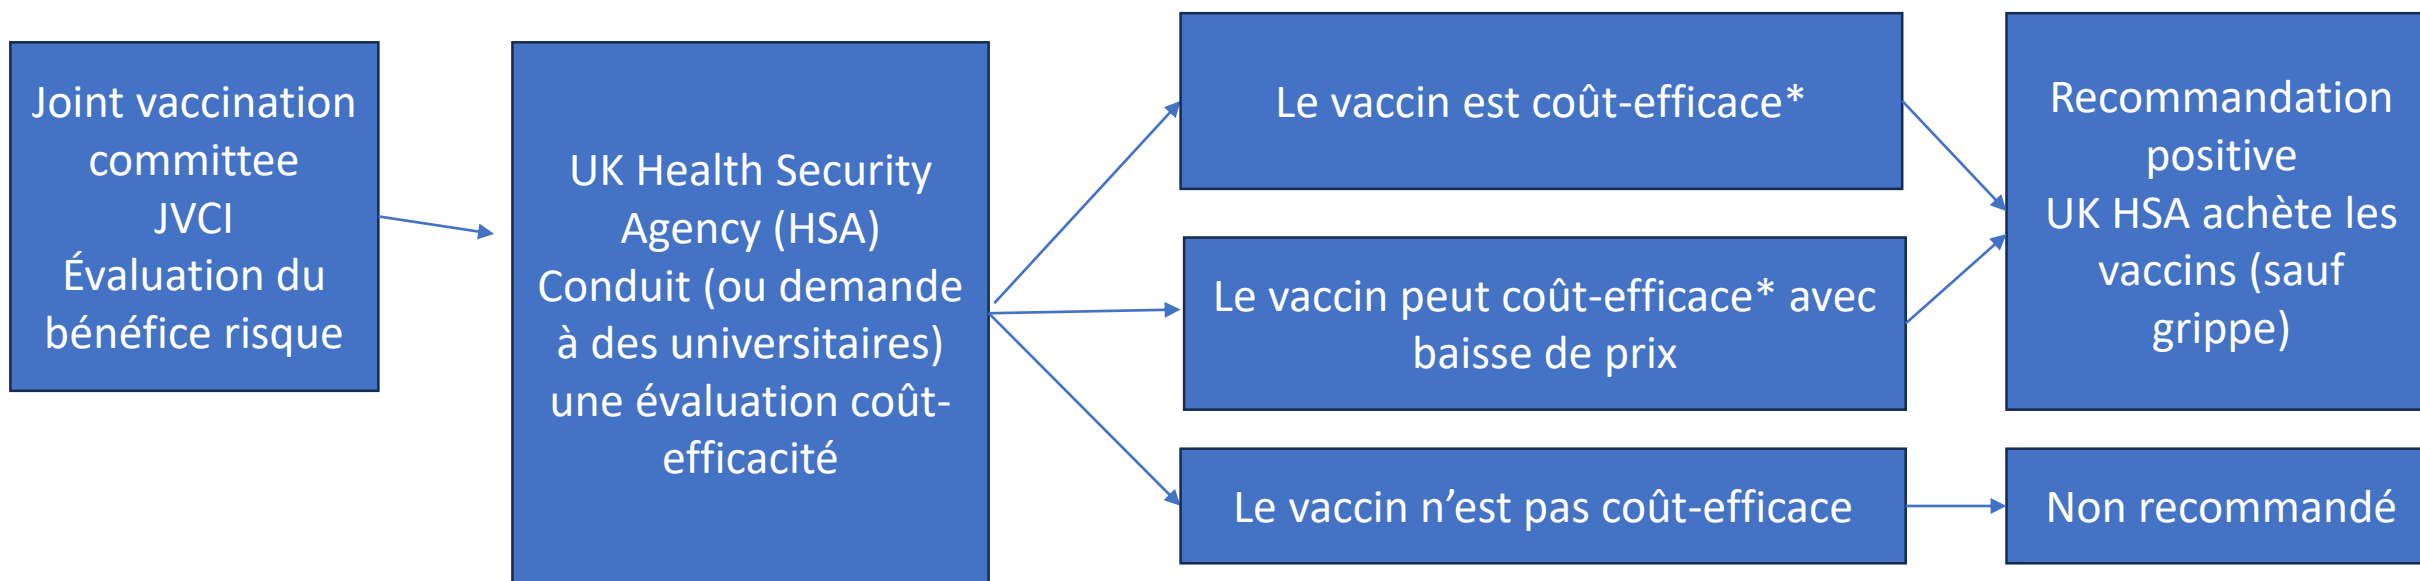 Joint vaccination
committee
JVCI
Évaluation du
bénéfice risque
UK Health Security
Agency (HSA)
Conduit (ou demande
à des universitaires)
une évaluation coût-
efficacité
Le vaccin est coût-efficace*
Le vaccin peut coût-efficace* avec
baisse de prix
Le vaccin n’est pas coût-efficace
Recommandation
positive
UK HSA achète les
vaccins (sauf
grippe)
Non recommandé